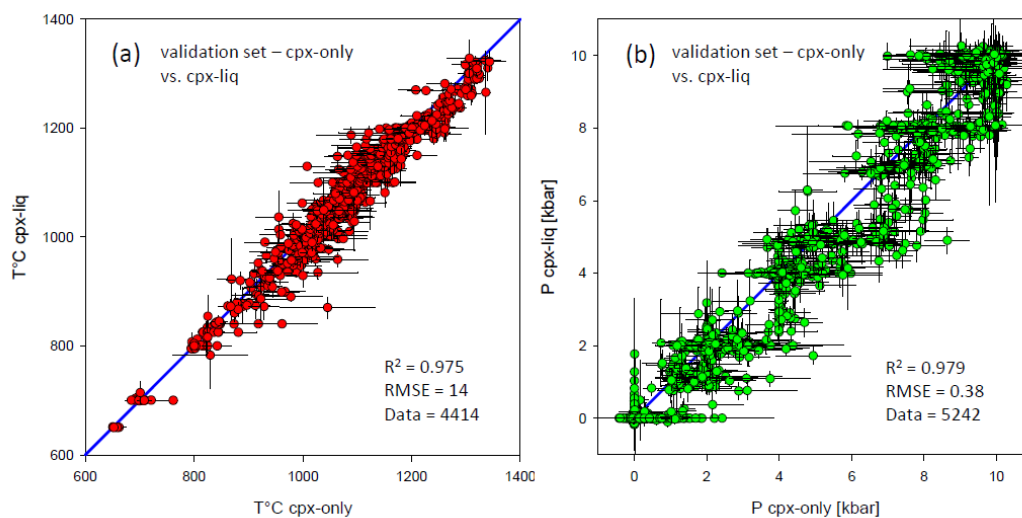 1400
(a)
validation set – cpx-only
vs. cpx-liq
1200
T°C cpx-liq
1000
800
R² = 0.975
RMSE = 14
Data = 4414
600
600
800
1000
1200
1400
T°C cpx-only
(b)
validation set – cpx-only
vs. cpx-liq
10
8
P cpx-liq [kbar]
6
4
2
R² = 0.979
RMSE = 0.38
Data = 5242
0
0
2
4
6
8
10
P cpx-only [kbar]